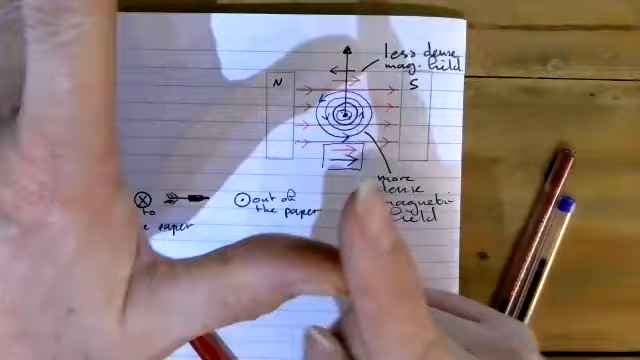 less dense
mag. field
N
S
more
dense
magnetic
field
out of
the paper
to
paper